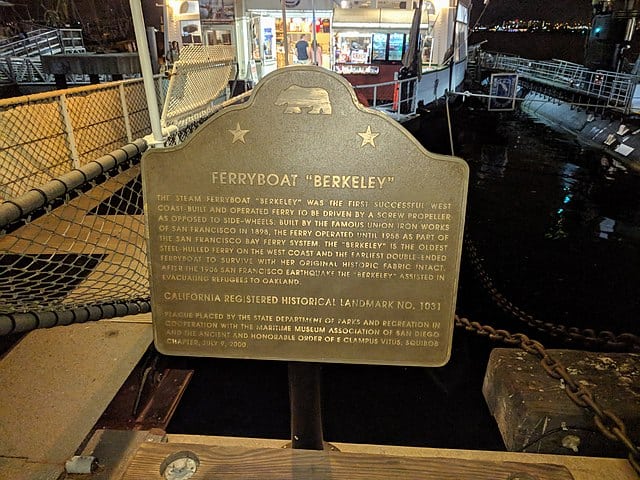 FERRYBOAT "BERKELEY"
THE STEAM FERRYBOAT "BERKELEY" WAS THE FIRST SUCCESSFUL WEST
COAST-BUILT AND OPERATED FERRY TO BE DRIVEN BY A SCREW PROPELLER
AS OPPOSED TO SIDE-WHEELS. BUILT BY THE FAMOUS UNION IRON WORKS
OF SAN FRANCISCO IN 1898, THE FERRY OPERATED UNTIL 1958 AS PART OF
THE SAN FRANCISCO BAY FERRY SYSTEM. THE "BERKELEY" IS THE OLDEST
STEEL-HULLED FERRY ON THE WEST COAST AND THE EARLIEST DOUBLE-ENDED
FERRYBOAT TO SURVIVE WITH HER ORIGINAL HISTORIC FABRIC INTACT.
AFTER THE 1906 SAN FRANCISCO EARTHQUAKE THE "BERKELEY" ASSISTED IN
EVACUATING REFUGEES TO OAKLAND.
CALIFORNIA REGISTERED HISTORICAL LANDMARK NO. 1031
PLAQUE PLACED BY THE STATE DEPARTMENT OF PARKS AND RECREATION IN
COOPERATION WITH THE MARITIME MUSEUM ASSOCIATION OF SAN DIEGO
AND THE ANCIENT AND HONORABLE ORDER OF E CLAMPUS VITUS, SQUIBOB
CHAPTER, JULY 9, 2000.